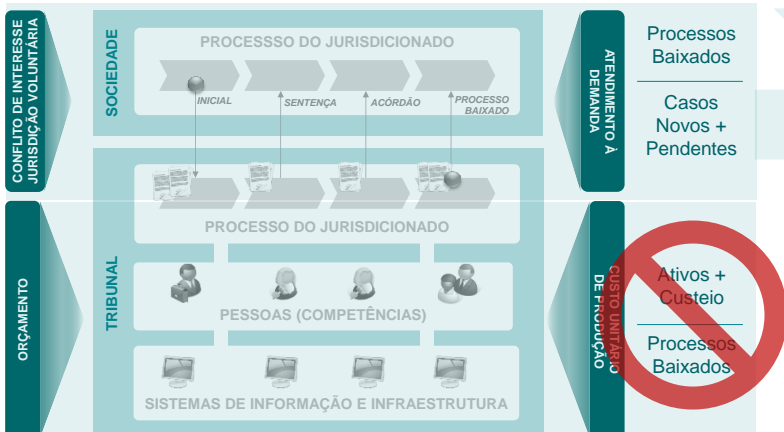 CONFLITO DE INTERESSE
JURISDIÇÃO VOLUNTÁRIA
SOCIEDADE
PROCESSSO DO JURISDICIONADO
INICIAL
SENTENÇA
ACÓRDÃO
PROCESSO
BAIXADO
ATENDIMENTO À
DEMANDA
Processos
Baixados
Casos
Novos +
Pendentes
ORÇAMENTO
TRIBUNAL
PROCESSO DO JURISDICIONADO
PESSOAS (COMPETÊNCIAS)
SISTEMAS DE INFORMAÇÃO E INFRAESTRUTURA
CUSTO UNITÁRIO
DE PRODUÇÃO
Ativos +
Custeio
Processos
Baixados